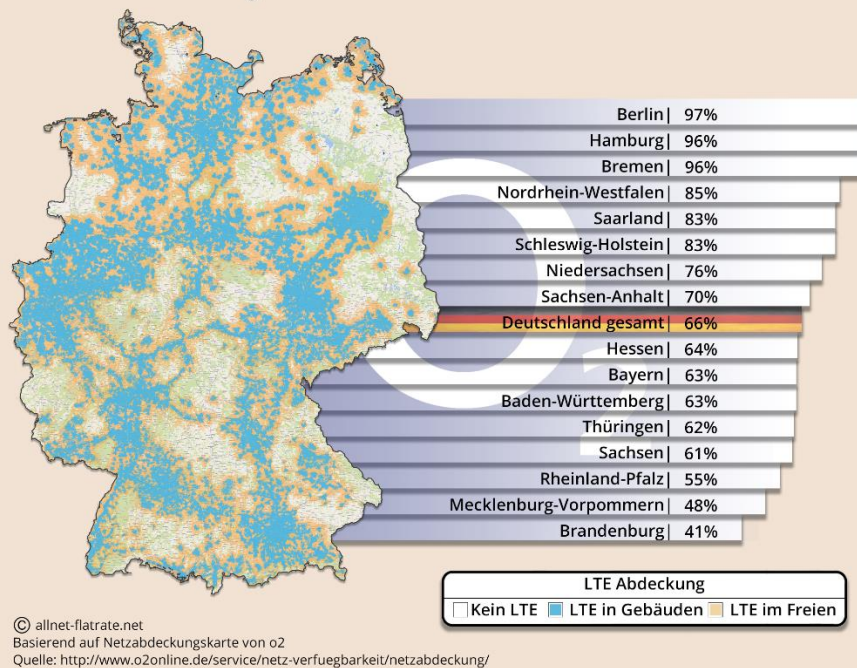 Berlin| 97%
Hamburg| 96%
Bremen| 96%
Nordrhein-Westfalen| 85%
Saarland| 83%
Schleswig-Holstein| 83%
Niedersachsen| 76%
Sachsen-Anhalt| 70%
Deutschland gesamt| 66%
Hessen| 64%
Bayern| 63%
Baden-Württemberg| 63%
Thüringen| 62%
Sachsen| 61%
Rheinland-Pfalz| 55%
Mecklenburg-Vorpommern| 48%
Brandenburg| 41%
O2
LTE Abdeckung
Kein LTE LTE in Gebäuden LTE im Freien
© allnet-flatrate.net
Basierend auf Netzabdeckungskarte von o2
Quelle: http://www.o2online.de/service/netz-verfuegbarkeit/netzabdeckung/